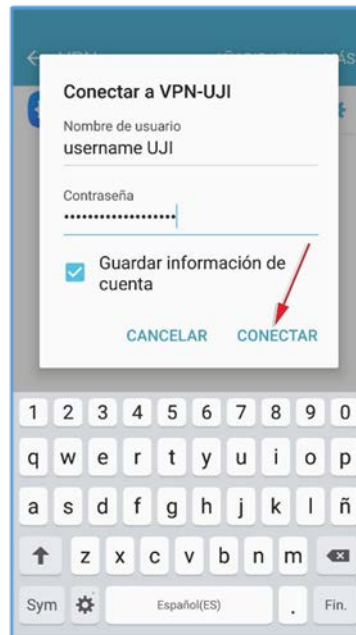 Conectar a VPN-UJI
Nombre de usuario
username UJI
Contraseña
•••••••••••••••••••
Guardar información de
cuenta
CANCELAR CONECTAR
1 2 3 4 5 6 7 8 9 0
q w e r t y u i o p
a s d f g h j k l ñ
z x c v b n m
Sym Español(ES) . Fin.